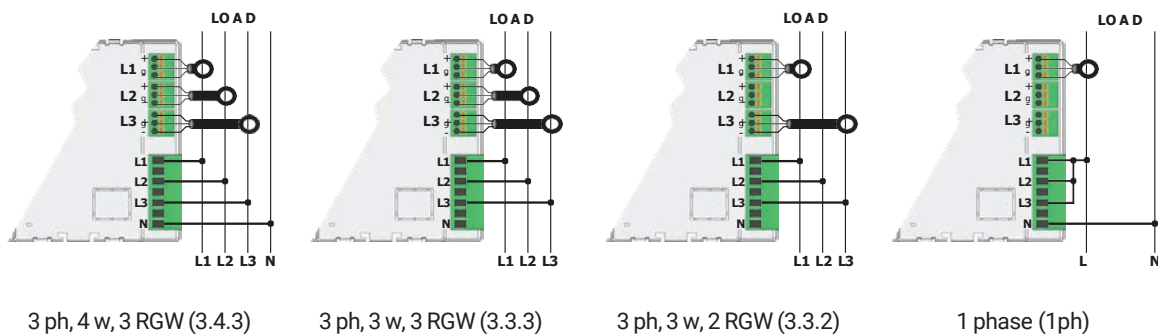 LOAD LOAD LOAD LOAD
+ + + +
L1 g L1 g L1 g L1 g
- - - -
+ + + +
L2 g L2 g L2 g L2 g
- - - -
+ + + +
L3 g L3 g L3 g L3 g
- - - -
L1 L1 L1 L1
L2 L2 L2 L2
L3 L3 L3 L3
N N N N
L1 L2 L3 N L1 L2 L3 L1 L2 L3 L N
3 ph, 4 w, 3 RGW (3.4.3) 3 ph, 3 w, 3 RGW (3.3.3) 3 ph, 3 w, 2 RGW (3.3.2) 1 phase (1ph)